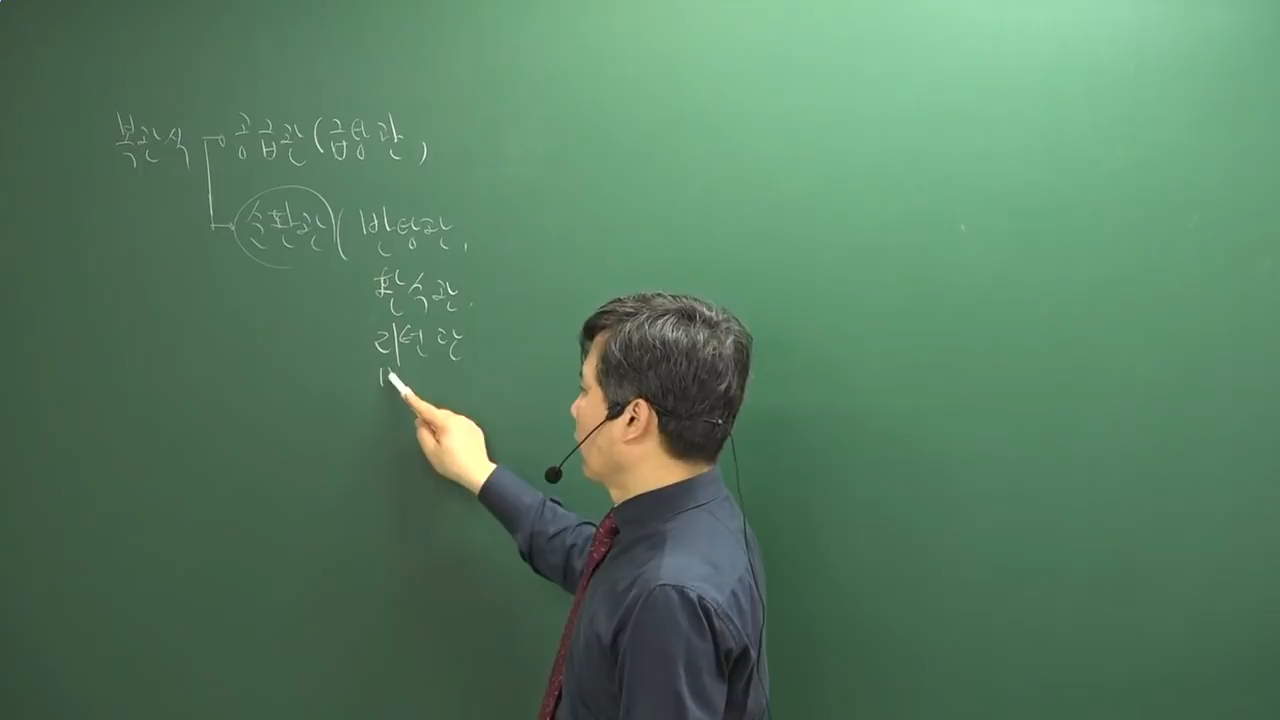 복관식 공급관(급탕관,
순환관( 반탕관,
환수관.
리턴관